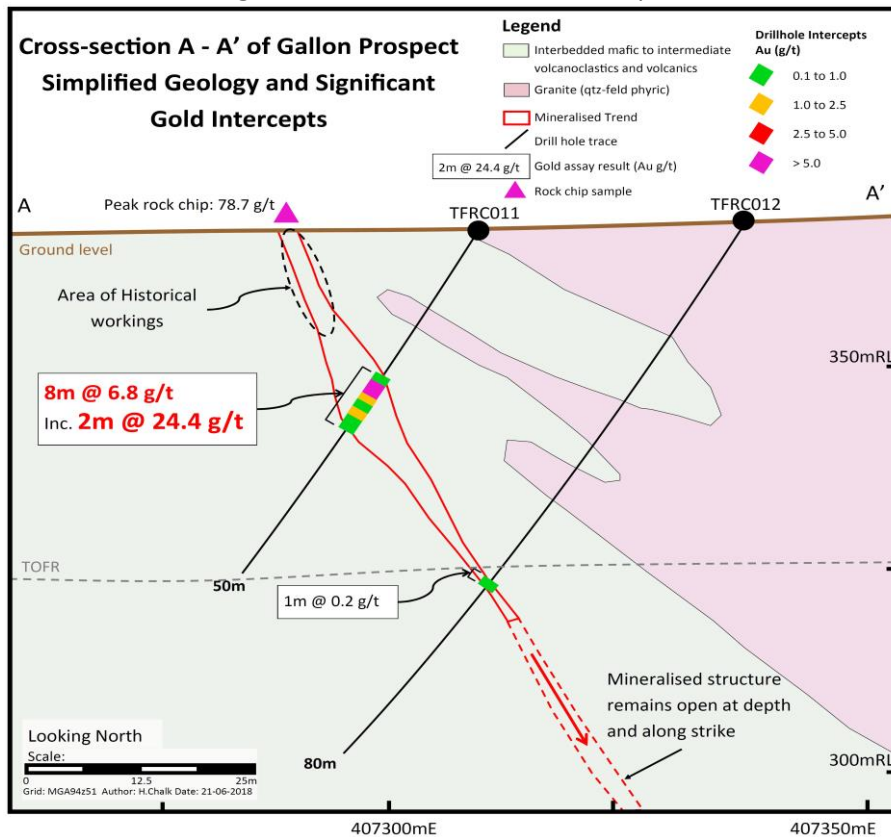 Cross-section A - A' of Gallon Prospect
Simplified Geology and Significant
Gold Intercepts
Legend
Interbedded mafic to intermediate
volcanoclastics and volcanics
Granite (qtz-feld phyric)
Mineralised Trend
Drill hole trace
2m @ 24.4 g/t
Gold assay result (Au g/t)
Rock chip sample
Drillhole Intercepts
Au (g/t)
0.1 to 1.0
1.0 to 2.5
2.5 to 5.0
> 5.0
A
Peak rock chip: 78.7 g/t
TFRC011
TFRC012
A'
Ground level
Area of Historical
workings
350mRL
8m @ 6.8 g/t
Inc. 2m @ 24.4 g/t
TOFR
50m
1m @ 0.2 g/t
Mineralised structure
remains open at depth
and along strike
Looking North
Scale:
0 12.5 25m
Grid: MGA94z51 Author: H.Chalk Date: 21-06-2018
80m
300mRL
407300mE
407350mE